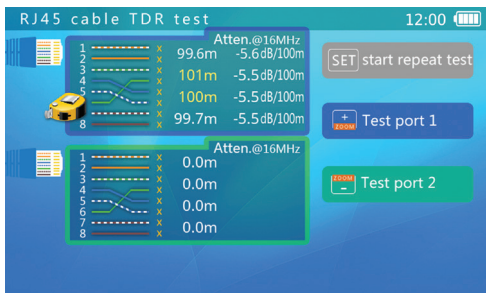 RJ45 cable TDR test 12:00
Atten.@16MHz
1 x 99.6m -5.6dB/100m
2 x
3 x 101m -5.5dB/100m
4 x
5 x 100m -5.5dB/100m
6 x
7 x 99.7m -5.5dB/100m
8 x
SET start repeat test
+ ZOOM Test port 1
Atten.@16MHz
1 x 0.0m
2 x
3 x 0.0m
4 x
5 x 0.0m
6 x
7 x 0.0m
8 x
ZOOM - Test port 2